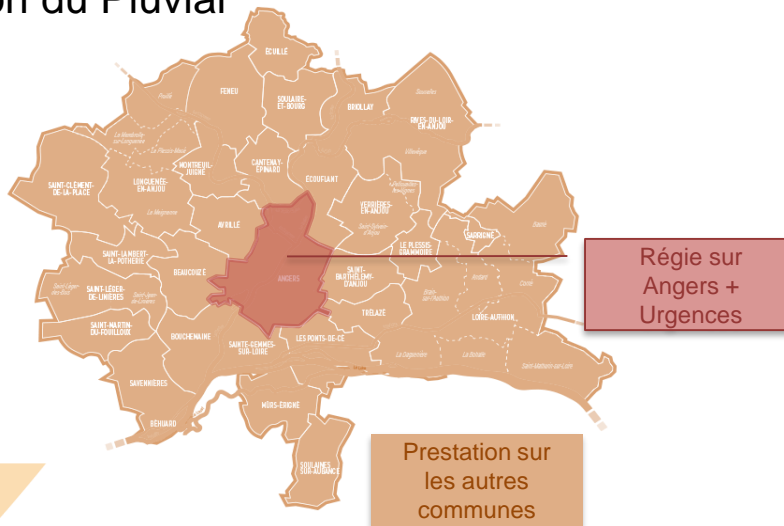 on du Pluvial
ÉCUILLÉ
FENEU
SOULAIRE-
ET-BOURG
BRIOLLAY
RIVES-DU-LOIR-
EN-ANJOU
Villevêque
MONTREUIL-
JUIGNÉ
CANTENAY-
ÉPINARD
ÉCOUFLANT
SAINT-CLÉMENT-
DE-LA-PLACE
LONGUENÉE-
EN-ANJOU
La Meignanne
VERRIÈRES-
EN-ANJOU
AVRILLÉ
SARRIGNÉ
LE PLESSIS-
GRAMMOIRE
SAINT-LAMBERT-
LA-POTHERIE
BEAUCOUZÉ
ANGERS
SAINT-
BARTHÉLEMY-
D'ANJOU
SAINT-LÉGER-
DE-LINIÈRES
SAINT-MARTIN-
DU-FOUILLOUX
BOUCHEMAINE
TRÉLAZÉ
LOIRE-AUTHION
SAINTE-GEMMES-
SUR-LOIRE
LES PONTS-DE-CÉ
SAVENNIÈRES
BÉHUARD
MÛRS-ÉRIGNÉ
SOULAINES-
SUR-AUBANCE
Régie sur
Angers +
Urgences
Prestation sur
les autres
communes